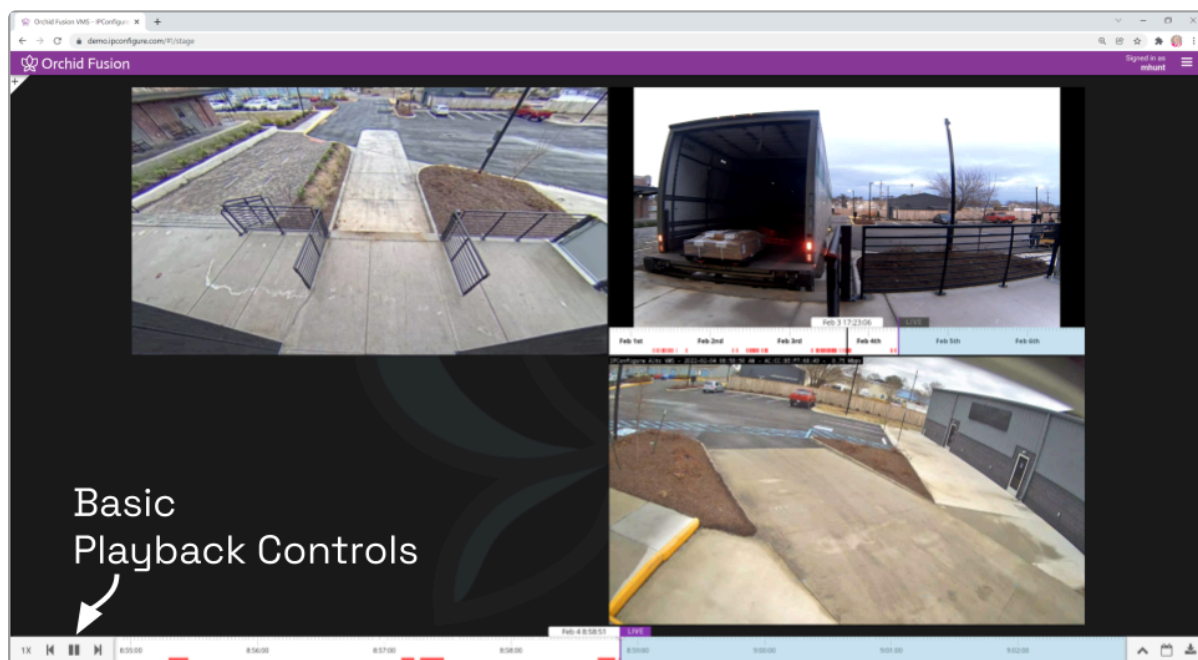 Orchid Fusion VMS - IPConfigure
demo.ipconfigure.com/#!/stage
Orchid Fusion
Signed in as
mhunt
Feb 3 17:23:06
LIVE
Feb 1st
Feb 2nd
Feb 3rd
Feb 4th
Feb 5th
Feb 6th
Basic
Playback Controls
Feb 4 8:58:51
LIVE
1X
8:55:00
8:56:00
8:57:00
8:58:00
8:59:00
9:00:00
9:01:00
9:02:00